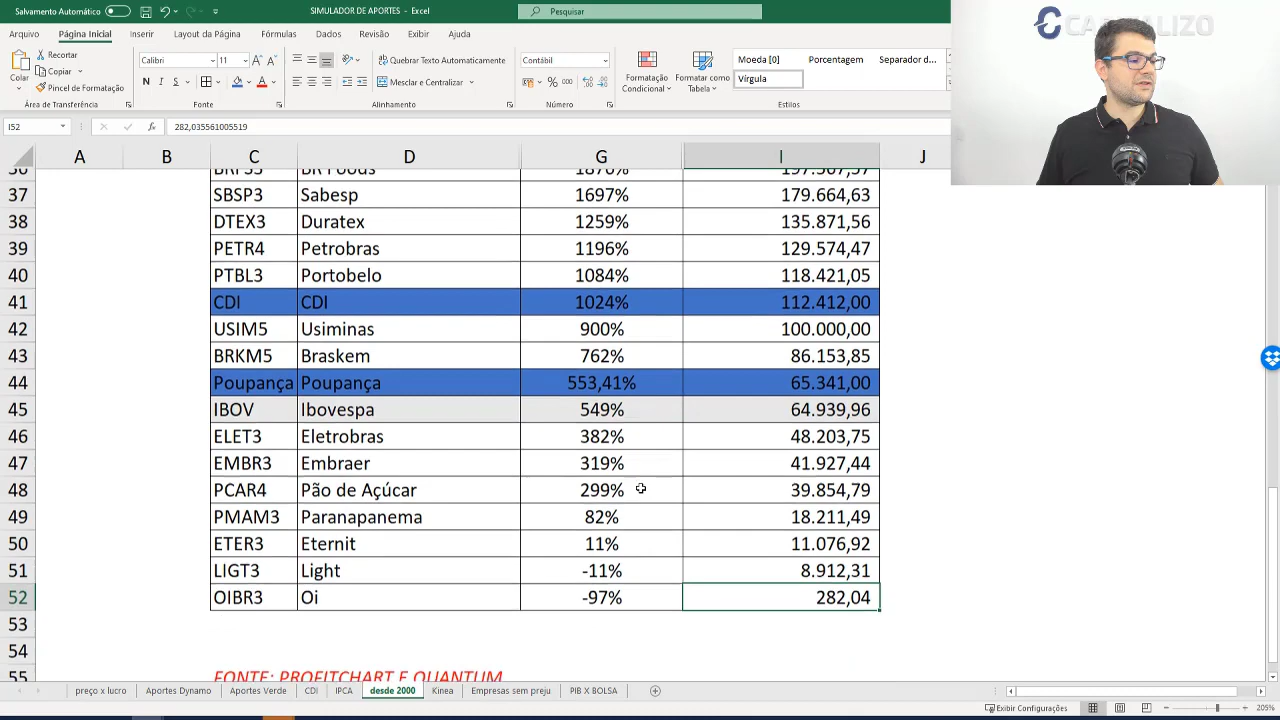 Salvamento Automático
SIMULADOR DE APORTES - Excel
Pesquisar
Arquivo Página Inicial Inserir Layout da Página Fórmulas Dados Revisão Exibir Ajuda
Colar
Recortar
Copiar
Pincel de Formatação
Área de Transferência
Calibri 11
N I S
Fonte
Quebrar Texto Automaticamente
Mesclar e Centralizar
Alinhamento
Contábil
% 000
Número
Formatação Condicional
Formatar como Tabela
Moeda [0] Porcentagem Separador d...
Vírgula
Estilos
I52 fx 282,035561005519
A B C D G I J
37 SBSP3 Sabesp 1697% 179.664,63
38 DTEX3 Duratex 1259% 135.871,56
39 PETR4 Petrobras 1196% 129.574,47
40 PTBL3 Portobelo 1084% 118.421,05
41 CDI CDI 1024% 112.412,00
42 USIM5 Usiminas 900% 100.000,00
43 BRKM5 Braskem 762% 86.153,85
44 Poupança Poupança 553,41% 65.341,00
45 IBOV Ibovespa 549% 64.939,96
46 ELET3 Eletrobras 382% 48.203,75
47 EMBR3 Embraer 319% 41.927,44
48 PCAR4 Pão de Açúcar 299% 39.854,79
49 PMAM3 Paranapanema 82% 18.211,49
50 ETER3 Eternit 11% 11.076,92
51 LIGT3 Light -11% 8.912,31
52 OIBR3 Oi -97% 282,04
53
54
55 FONTE: PROFITCHART E QUANTUM
preço x lucro Aportes Dynamo Aportes Verde CDI IPCA desde 2000 Kinea Empresas sem preju PIB X BOLSA
Exibir Configurações 205%